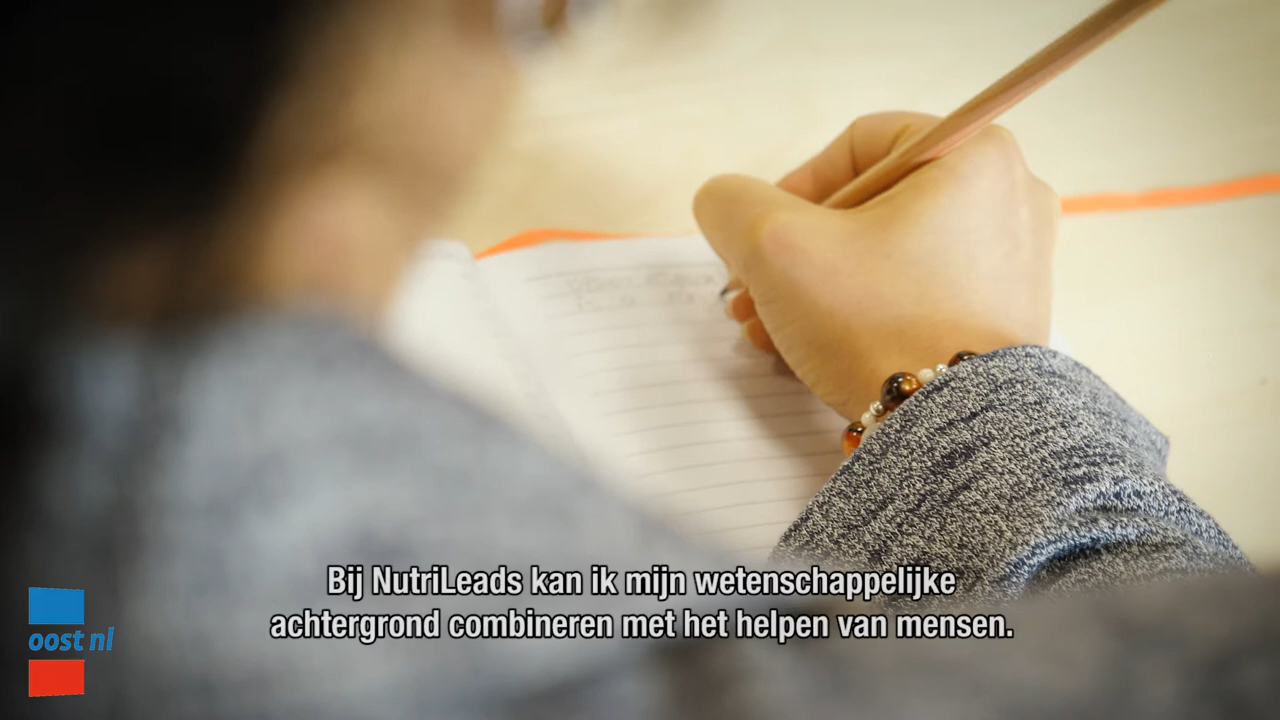 Bij NutriLeads kan ik mijn wetenschappelijke
achtergrond combineren met het helpen van mensen.
oost nl